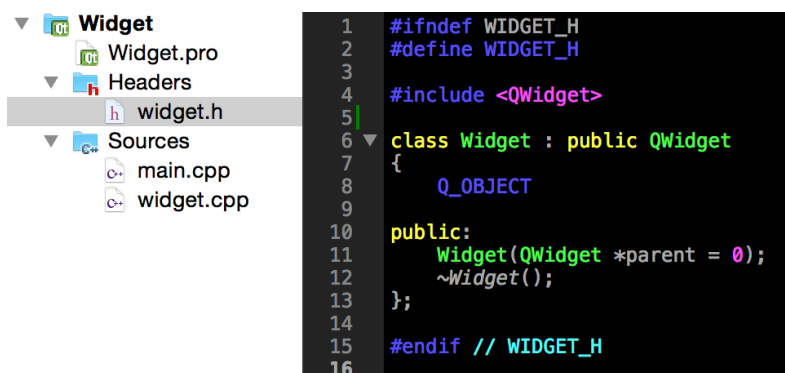 Widget
Widget.pro
Headers
h widget.h
Sources
C++ main.cpp
C++ widget.cpp
1 #ifndef WIDGET_H
2 #define WIDGET_H
3
4 #include <QWidget>
5
6 class Widget : public QWidget
7 {
8     Q_OBJECT
9
10 public:
11     Widget(QWidget *parent = 0);
12     ~Widget();
13 };
14
15 #endif // WIDGET_H
16